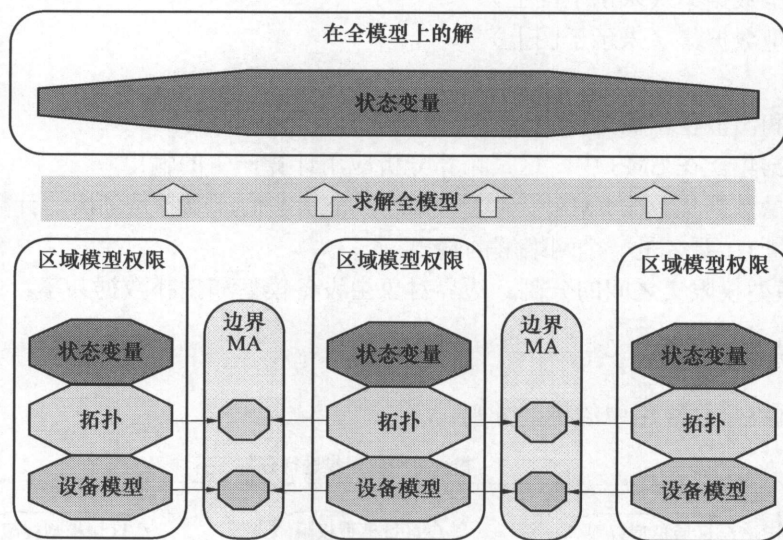 在全模型上的解
状态变量
求解全模型
区域模型权限
区域模型权限
区域模型权限
边界
MA
边界
MA
状态变量
状态变量
状态变量
拓扑
拓扑
拓扑
设备模型
设备模型
设备模型